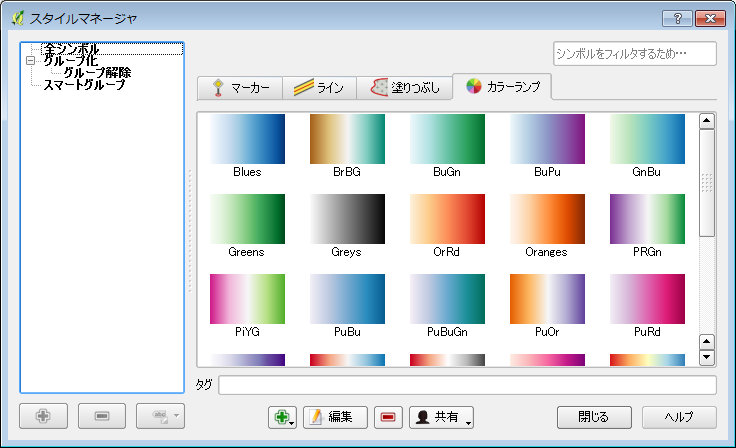 スタイルマネージャ
全シンボル
グループ化
グループ解除
スマートグループ
シンボルをフィルタするため…
マーカー ライン 塗りつぶし カラーランプ
Blues BrBG BuGn BuPu GnBu
Greens Greys OrRd Oranges PRGn
PiYG PuBu PuBuGn PuOr PuRd
タグ
編集 共有 閉じる ヘルプ